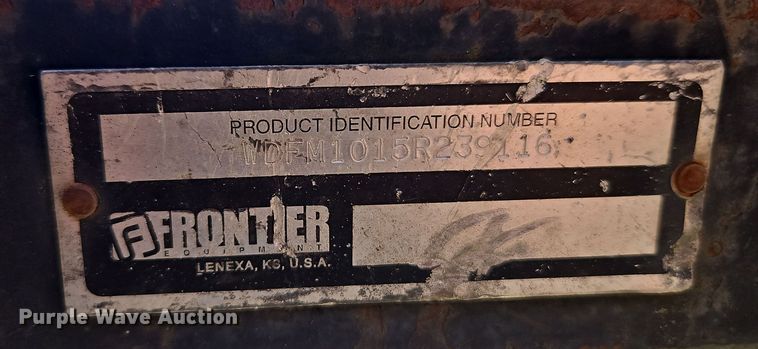 PRODUCT IDENTIFICATION NUMBER
WDFM1015R239116
FRONTIER
EQUIPMENT
LENEXA, KS, U.S.A.
Purple Wave Auction